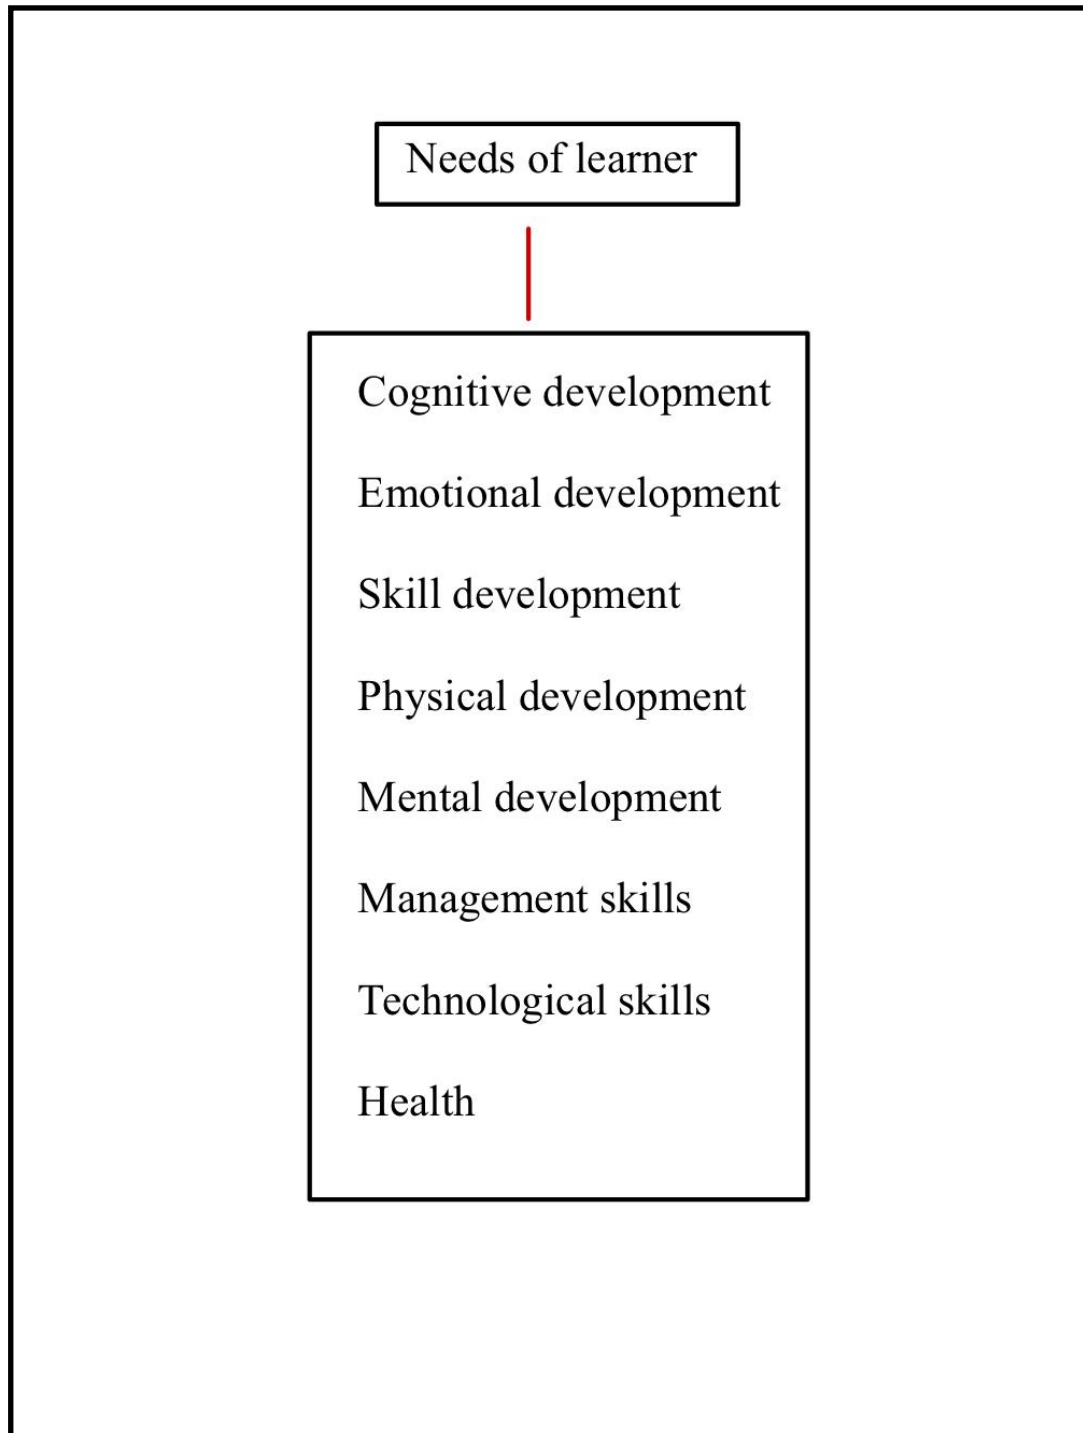 Needs of learner
Cognitive development
Emotional development
Skill development
Physical development
Mental development
Management skills
Technological skills
Health